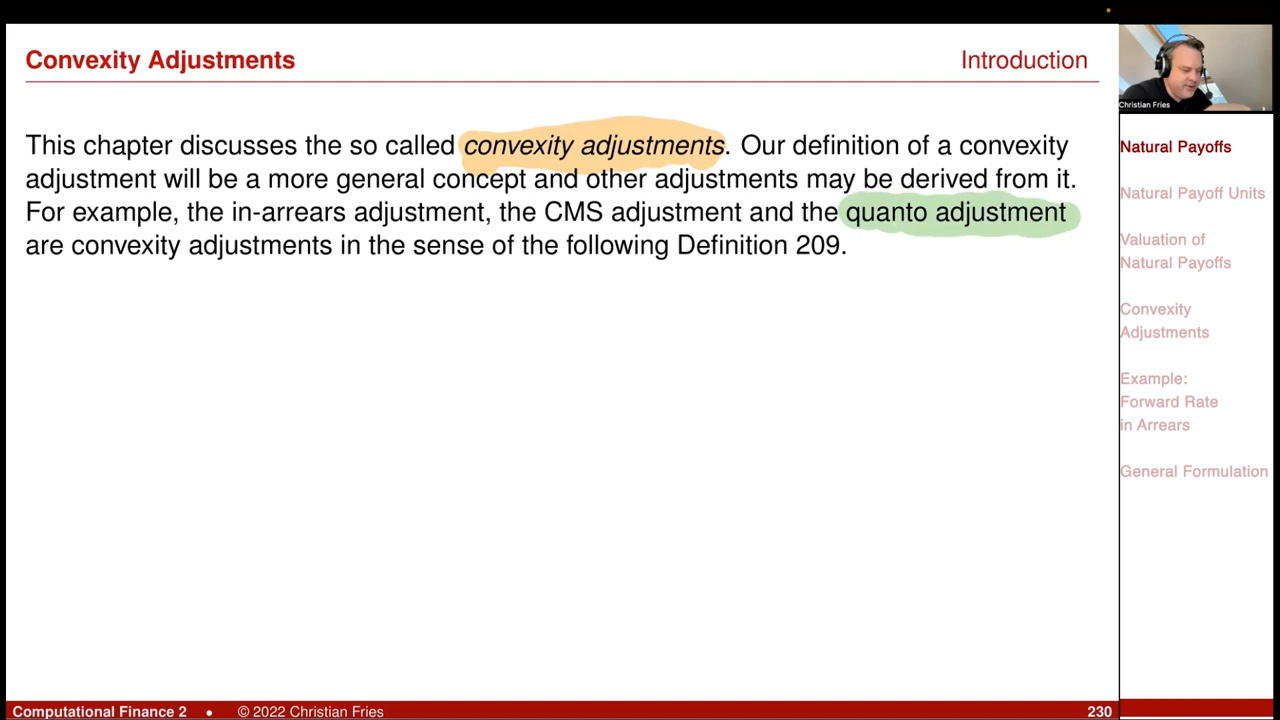 Convexity Adjustments
Introduction
This chapter discusses the so called convexity adjustments. Our definition of a convexity
adjustment will be a more general concept and other adjustments may be derived from it.
For example, the in-arrears adjustment, the CMS adjustment and the quanto adjustment
are convexity adjustments in the sense of the following Definition 209.
Christian Fries
Natural Payoffs
Natural Payoff Units
Valuation of
Natural Payoffs
Convexity
Adjustments
Example:
Forward Rate
in Arrears
General Formulation
Computational Finance 2 • © 2022 Christian Fries
230